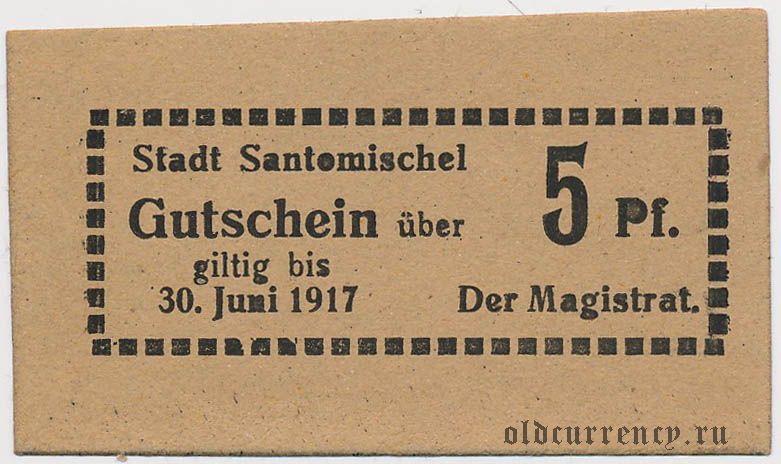 Stadt Santomischel
Gutschein über 5 Pf.
giltig bis
30. Juni 1917 Der Magistrat.
oldcurrency.ru